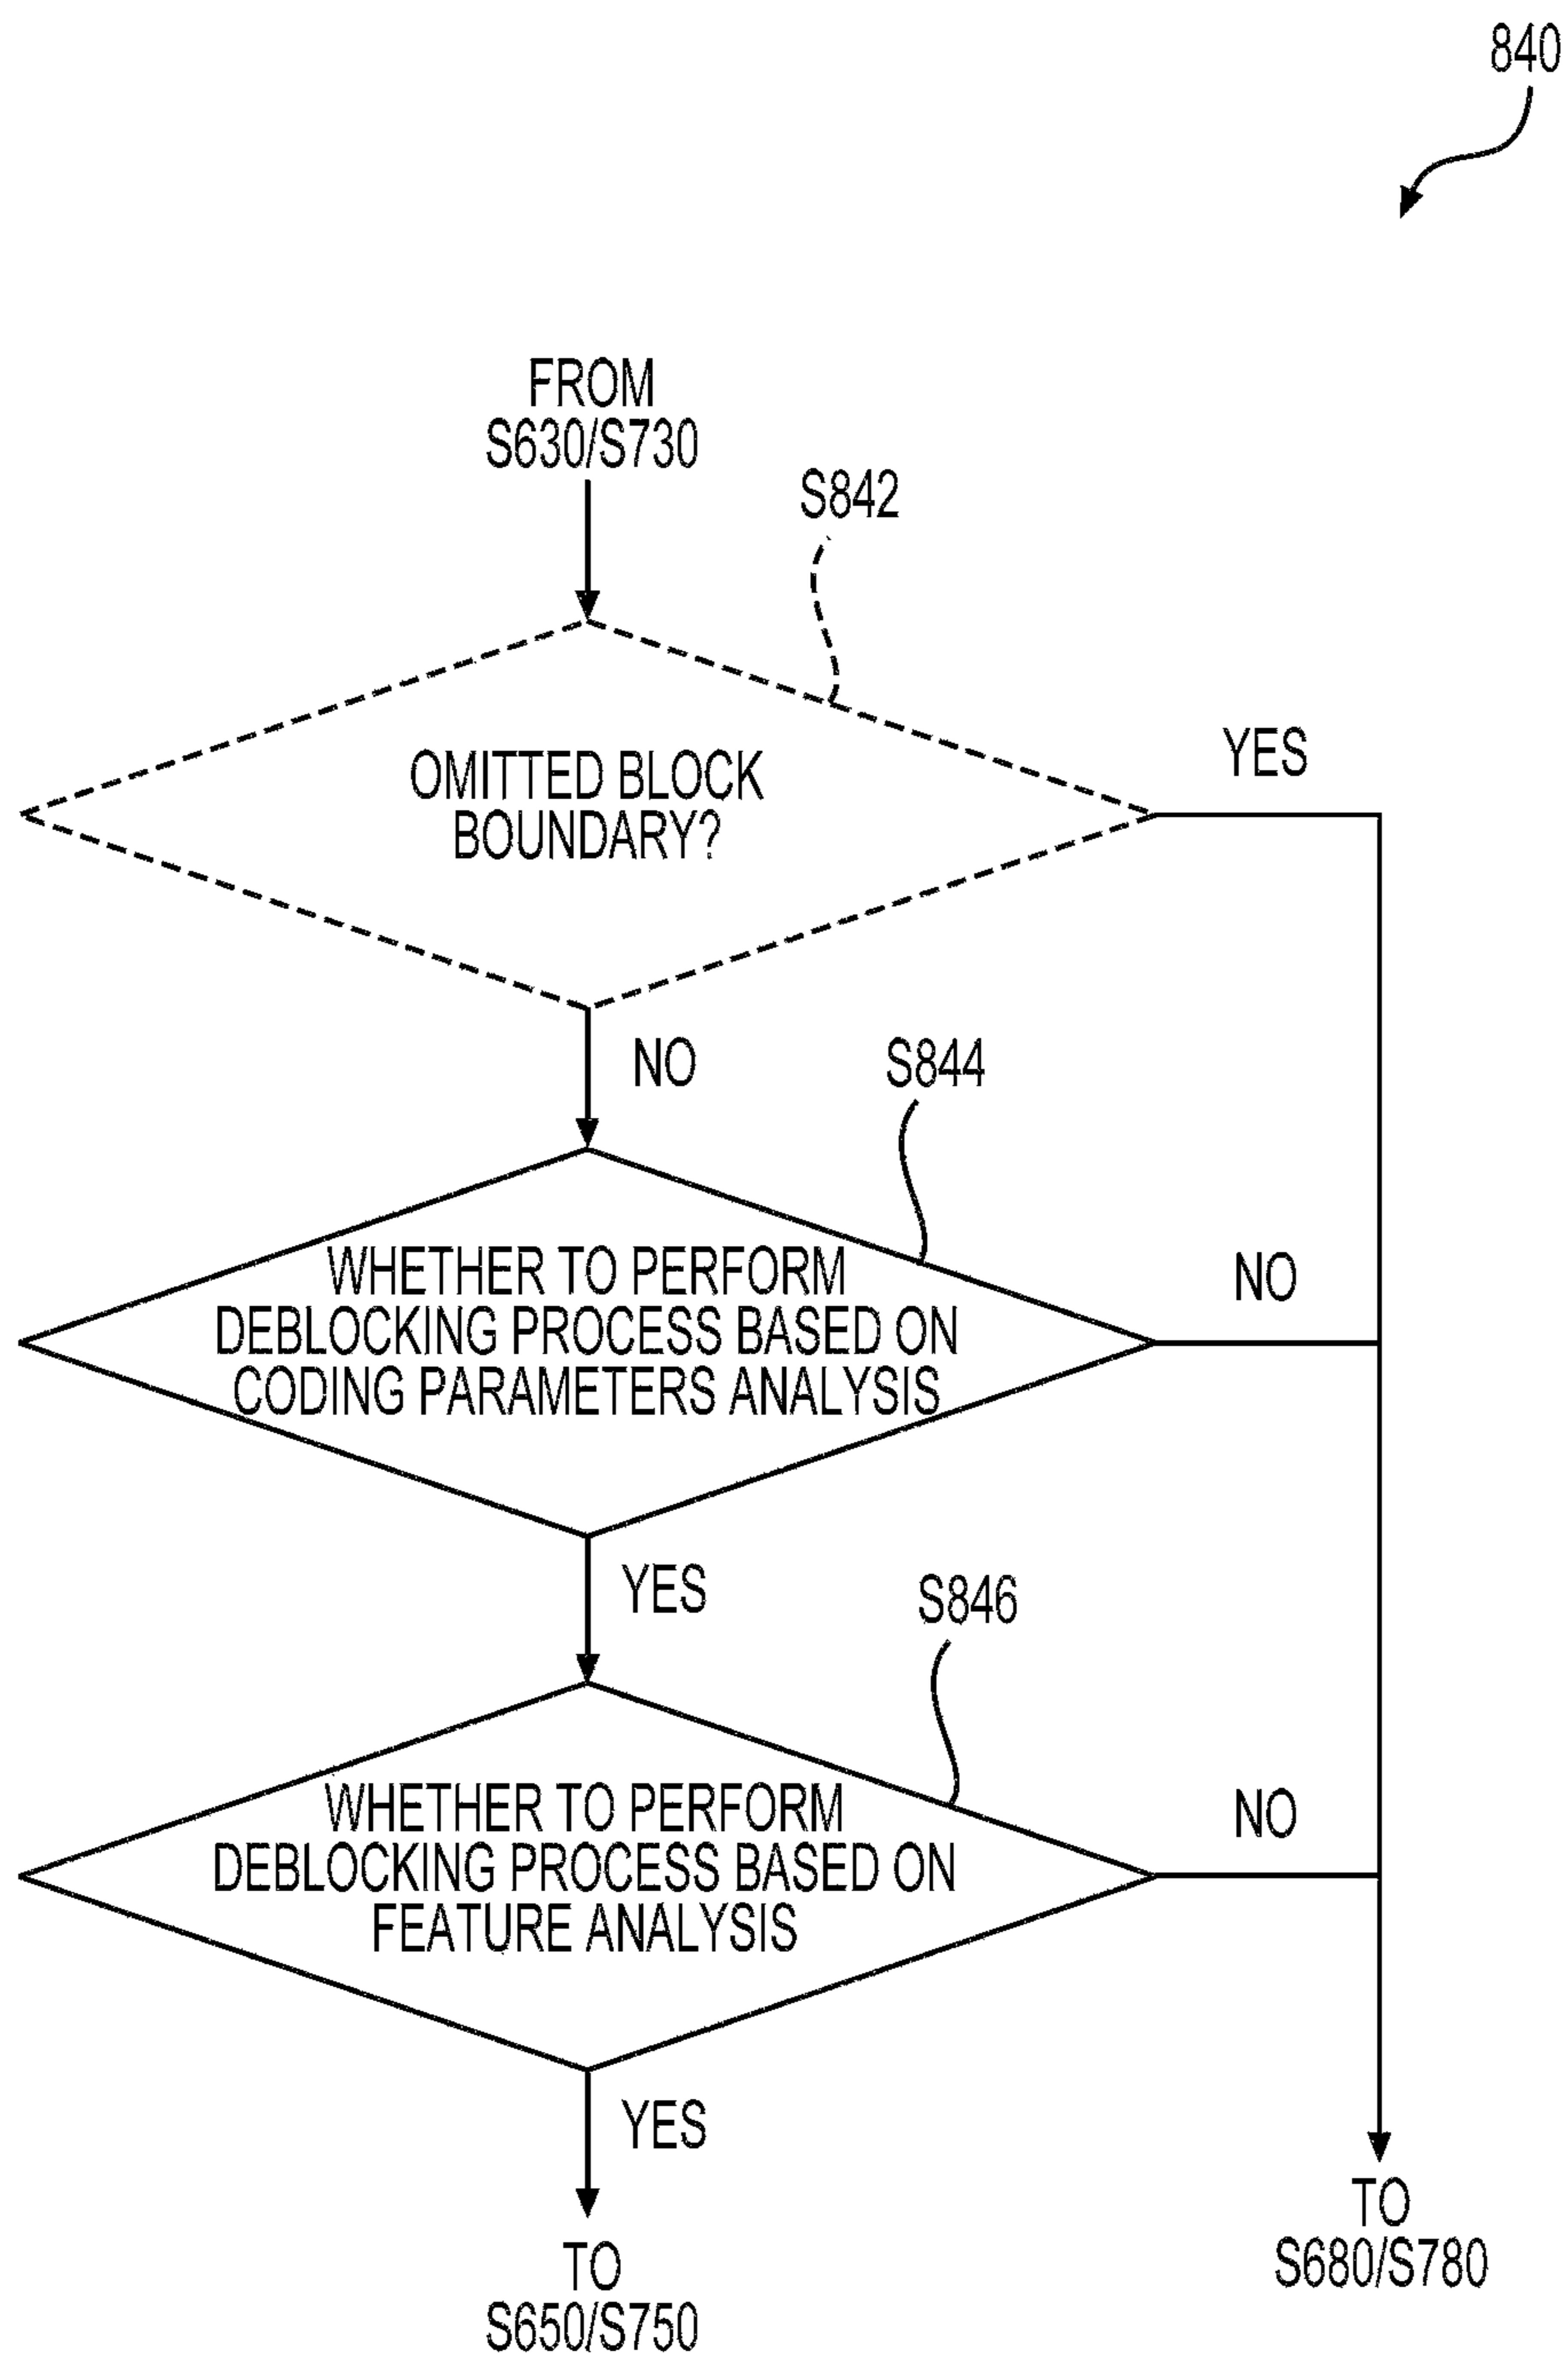 840
FROM
S630/S730
S842
OMITTED BLOCK
BOUNDARY?
YES
NO
S844
WHETHER TO PERFORM
DEBLOCKING PROCESS BASED ON
CODING PARAMETERS ANALYSIS
NO
YES
S846
WHETHER TO PERFORM
DEBLOCKING PROCESS BASED ON
FEATURE ANALYSIS
NO
YES
TO
S680/S780
TO
S650/S750